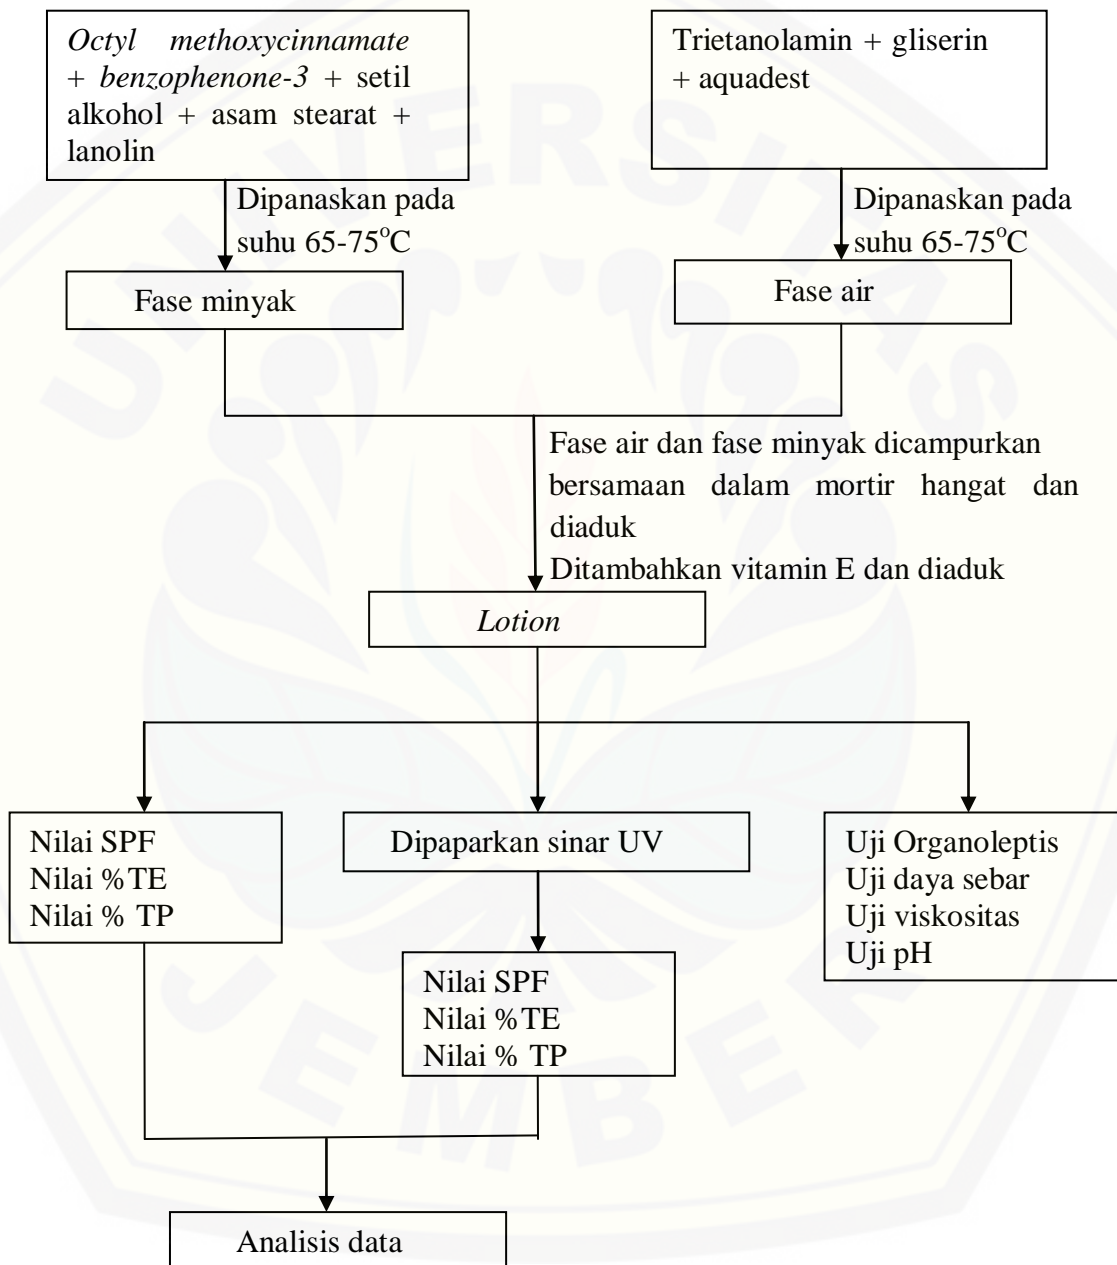 Octyl methoxycinnamate
+ benzophenone-3 + setil
alkohol + asam stearat +
lanolin
Trietanolamin + gliserin
+ aquadest
Dipanaskan pada
suhu 65-75°C
Dipanaskan pada
suhu 65-75°C
Fase minyak
Fase air
Fase air dan fase minyak dicampurkan
bersamaan dalam mortir hangat dan
diaduk
Ditambahkan vitamin E dan diaduk
Lotion
Nilai SPF
Nilai %TE
Nilai % TP
Dipaparkan sinar UV
Uji Organoleptis
Uji daya sebar
Uji viskositas
Uji pH
Nilai SPF
Nilai %TE
Nilai % TP
Analisis data
UNIVERSITAS
JEMBER